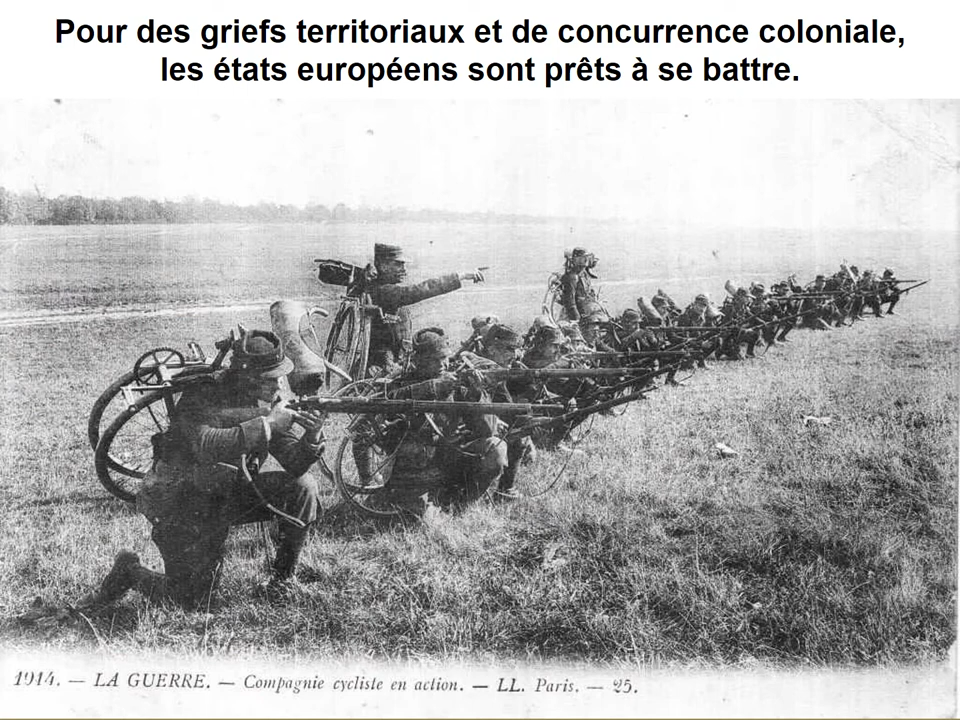 Pour des griefs territoriaux et de concurrence coloniale,
les états européens sont prêts à se battre.
1914. — LA GUERRE. — Compagnie cycliste en action. — LL. Paris. — 25.